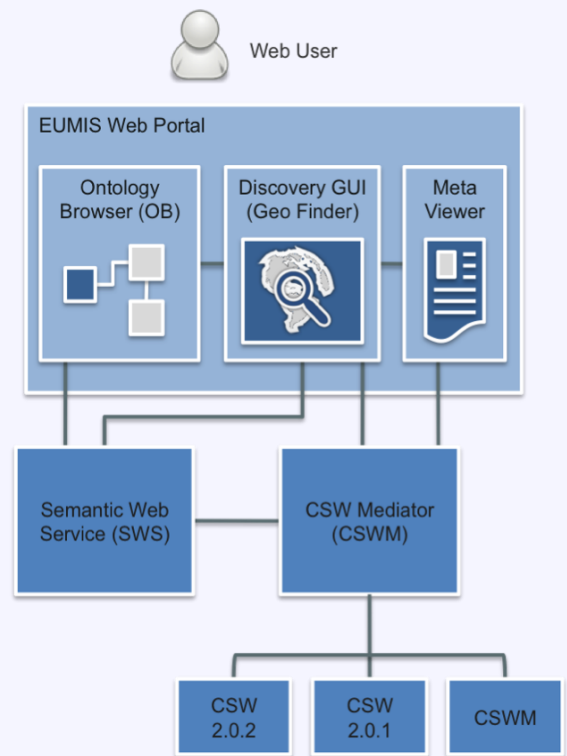 Web User
EUMIS Web Portal
Ontology
Browser (OB)
Discovery GUI
(Geo Finder)
Meta
Viewer
Semantic Web
Service (SWS)
CSW Mediator
(CSWM)
CSW
2.0.2
CSW
2.0.1
CSWM